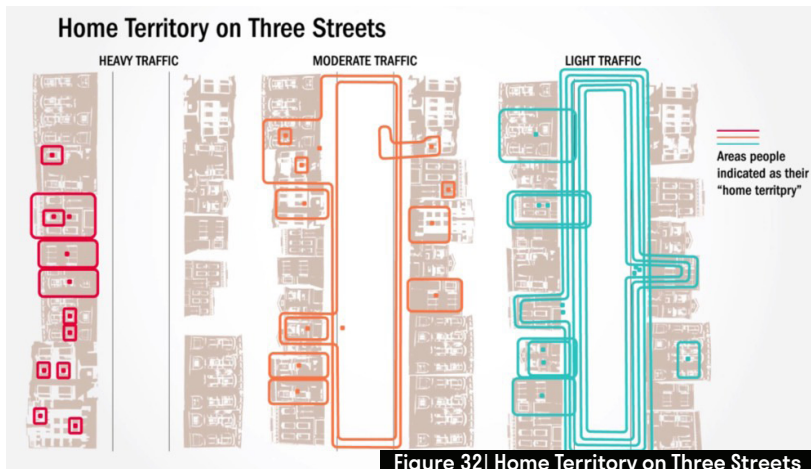 Home Territory on Three Streets
HEAVY TRAFFIC
MODERATE TRAFFIC
LIGHT TRAFFIC
Areas people
indicated as their
"home territpry"
Figure 32| Home Territory on Three Streets